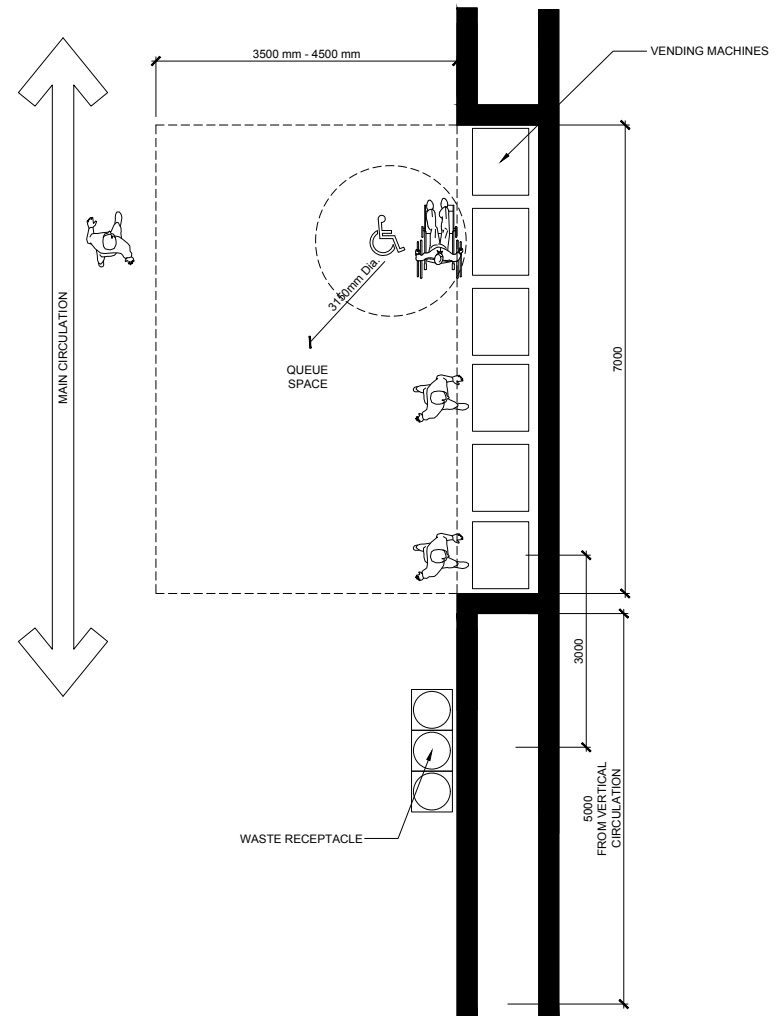 3500 mm - 4500 mm
VENDING MACHINES
MAIN CIRCULATION
3150mm Dia.
QUEUE
SPACE
7000
3000
5000
FROM VERTICAL
CIRCULATION
WASTE RECEPTACLE